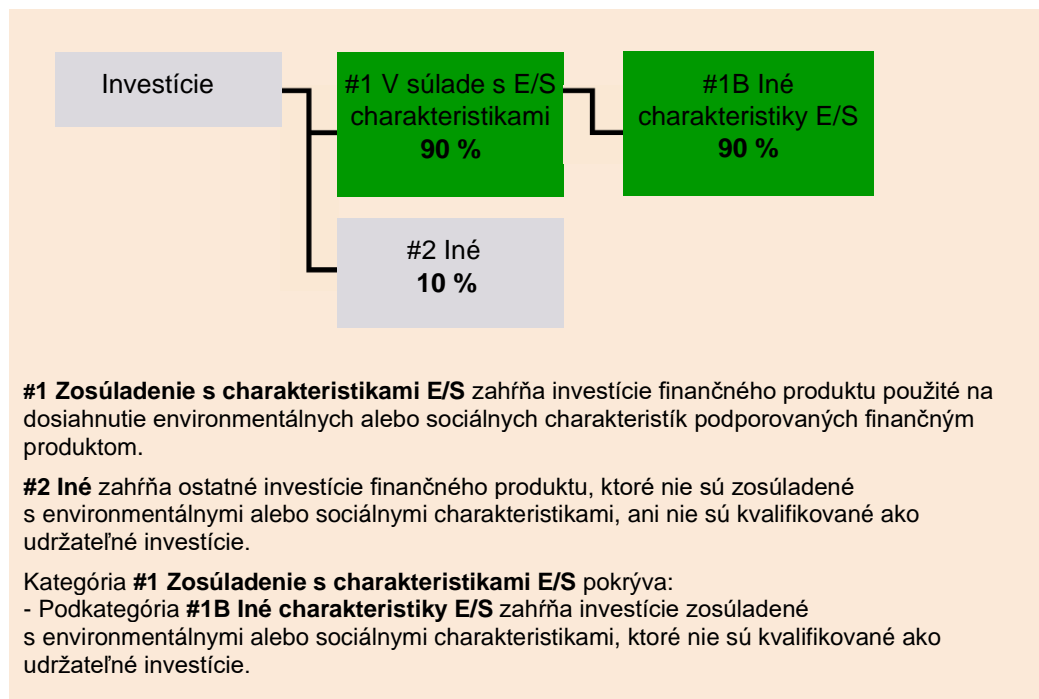 Investície
#1 V súlade s E/S
charakteristikami
90 %
#1B Iné
charakteristiky E/S
90 %
#2 Iné
10 %
#1 Zosúladenie s charakteristikami E/S zahŕňa investície finančného produktu použité na
dosiahnutie environmentálnych alebo sociálnych charakteristík podporovaných finančným
produktom.
#2 Iné zahŕňa ostatné investície finančného produktu, ktoré nie sú zosúladené
s environmentálnymi alebo sociálnymi charakteristikami, ani nie sú kvalifikované ako
udržateľné investície.
Kategória #1 Zosúladenie s charakteristikami E/S pokrýva:
- Podkategória #1B Iné charakteristiky E/S zahŕňa investície zosúladené
s environmentálnymi alebo sociálnymi charakteristikami, ktoré nie sú kvalifikované ako
udržateľné investície.